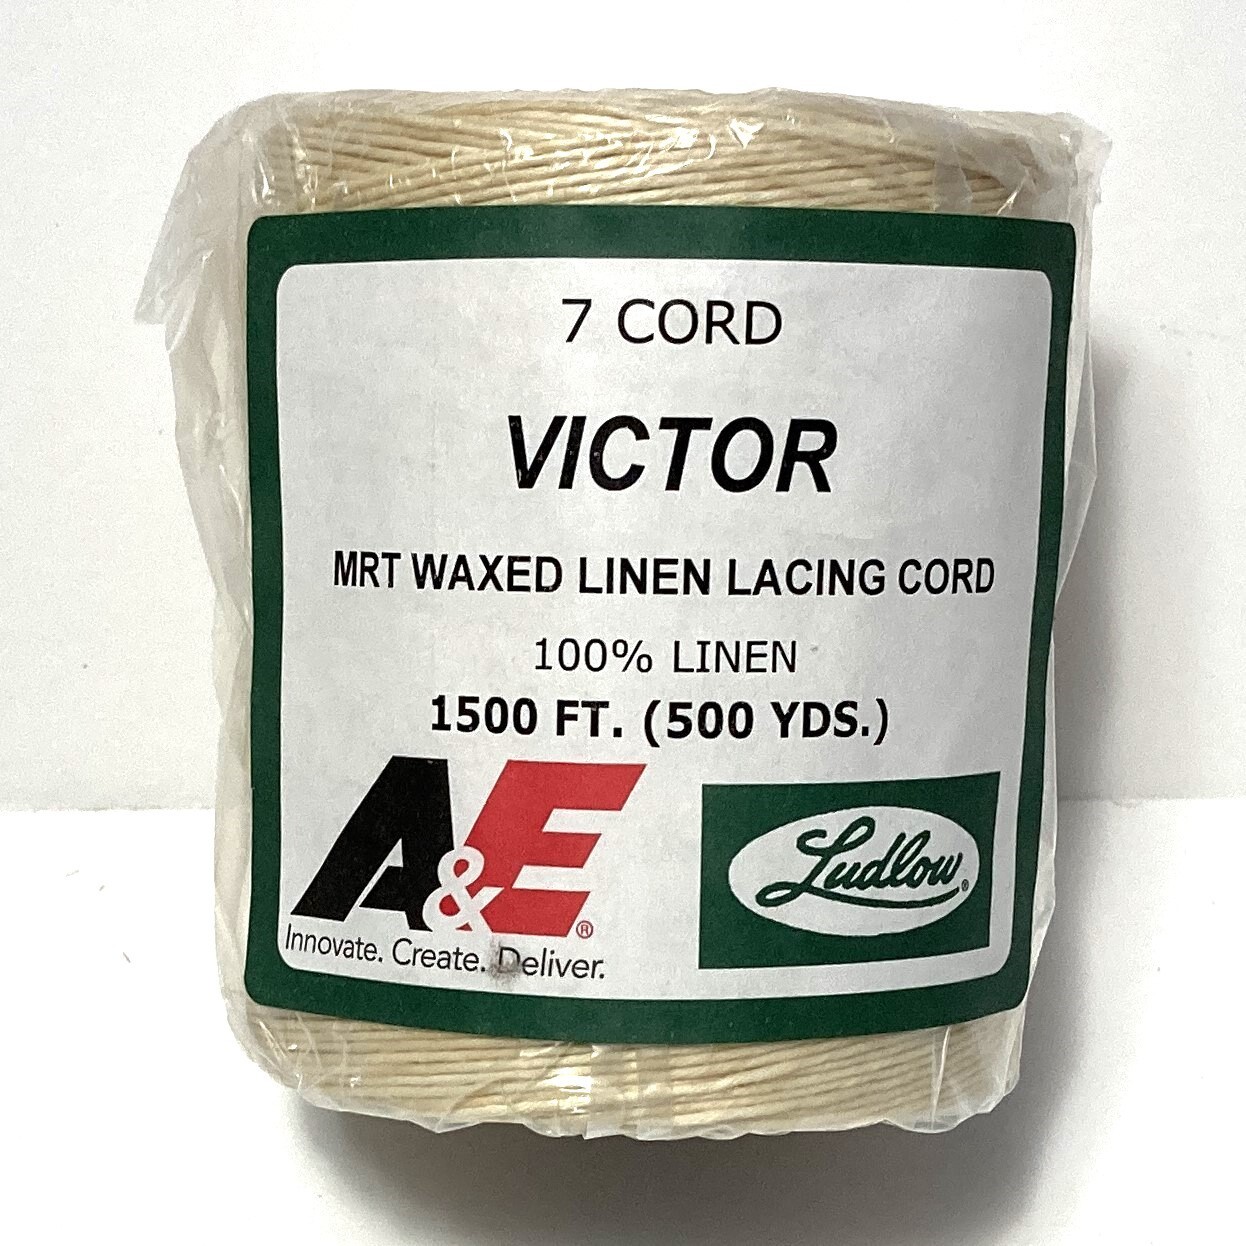 7 CORD
VICTOR
MRT WAXED LINEN LACING CORD
100% LINEN
1500 FT. (500 YDS.)
A&E®
Innovate. Create. Deliver.
Ludlow®